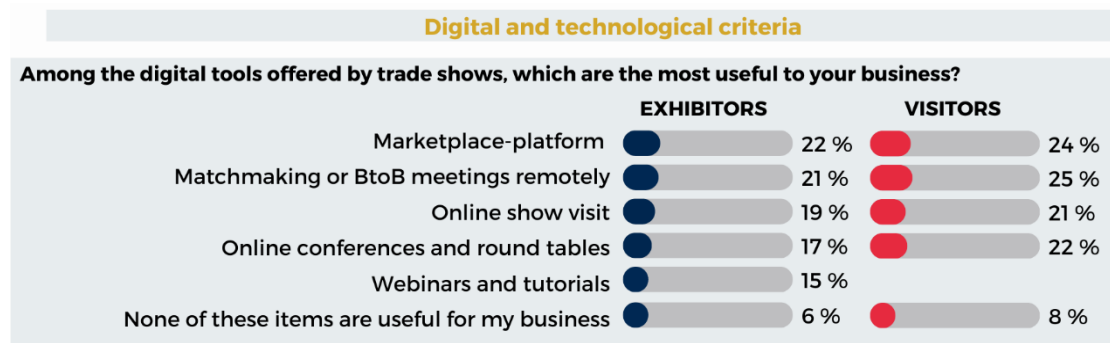 Digital and technological criteria
Among the digital tools offered by trade shows, which are the most useful to your business?
EXHIBITORS VISITORS
Marketplace-platform 22 % 24 %
Matchmaking or BtoB meetings remotely 21 % 25 %
Online show visit 19 % 21 %
Online conferences and round tables 17 % 22 %
Webinars and tutorials 15 %
None of these items are useful for my business 6 % 8 %